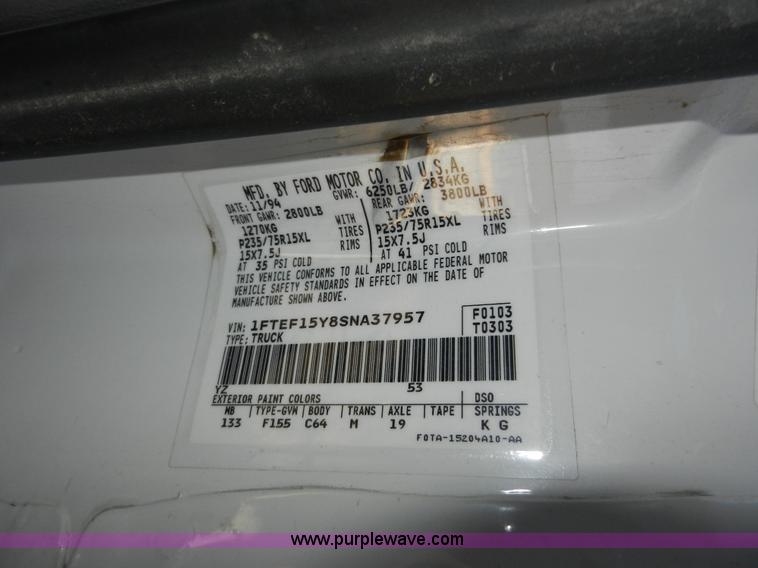 MFD. BY FORD MOTOR CO. IN U.S.A.
DATE: 11/94 GVWR: 6250LB/ 2834KG
FRONT GAWR: 2800LB REAR GAWR: 3800LB
1270KG WITH 1723KG WITH
P235/75R15XL TIRES P235/75R15XL TIRES
15X7.5J RIMS 15X7.5J RIMS
AT 35 PSI COLD AT 41 PSI COLD
THIS VEHICLE CONFORMS TO ALL APPLICABLE FEDERAL MOTOR
VEHICLE SAFETY STANDARDS IN EFFECT ON THE DATE OF
MANUFACTURE SHOWN ABOVE.
VIN: 1FTEF15Y8SNA37957 F0103
TYPE: TRUCK T0303
YZ 53
EXTERIOR PAINT COLORS DSO
WB TYPE-GVW BODY TRANS AXLE TAPE SPRINGS
133 F155 C64 M 19 K G
F0TA-15204A10-AA
www.purplewave.com